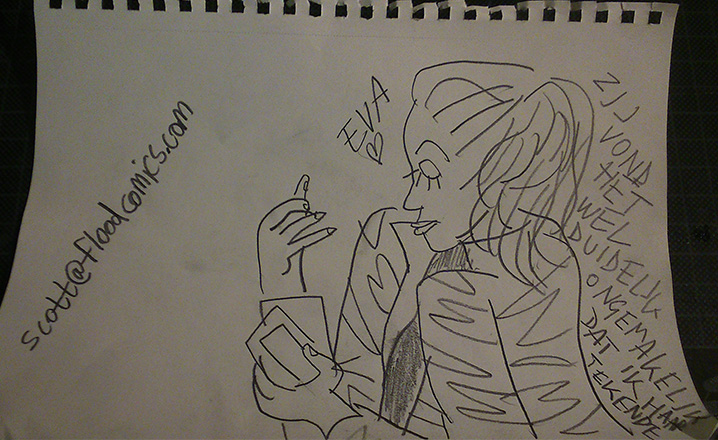 scott@floodcomics.com
EVA
ZIJ
VOND
HET
WEL
DUIDELIJK
ONGEMAKELIJK
DAT IK HAAR
TEKENDE